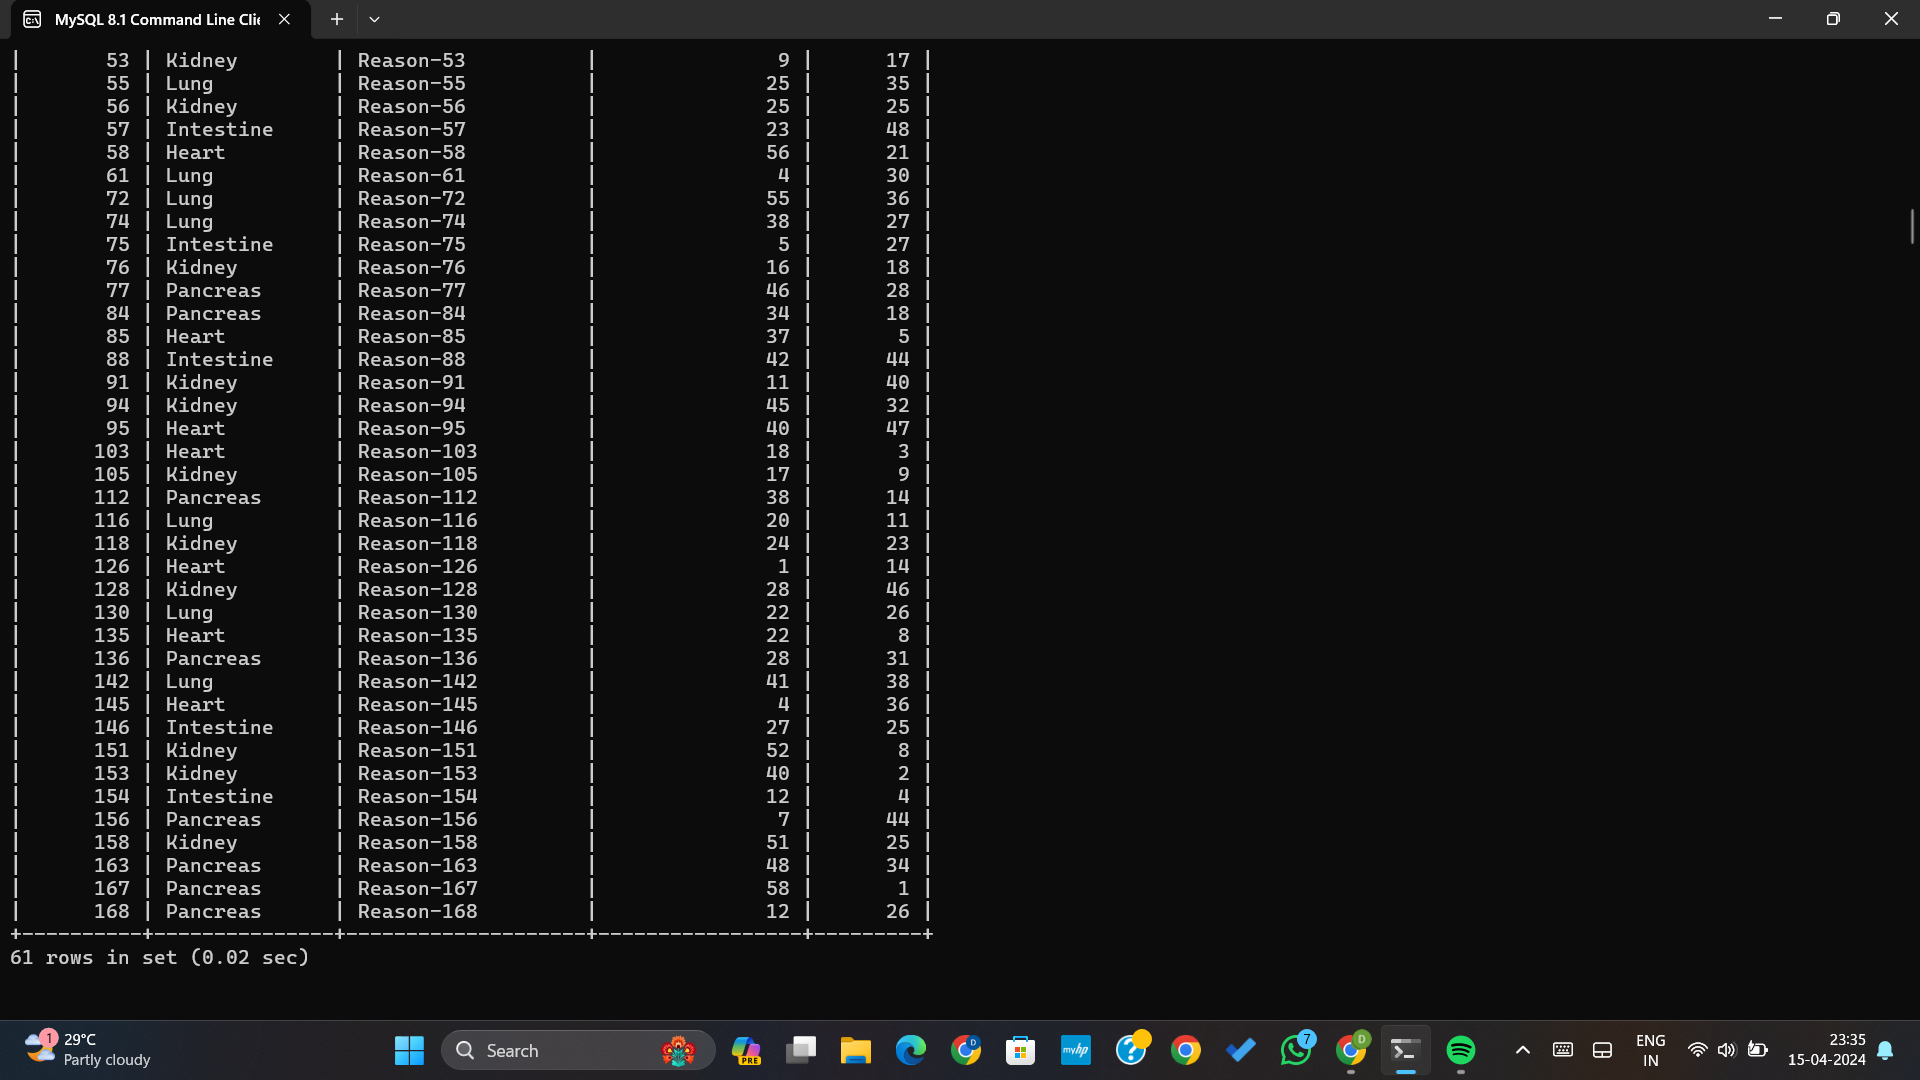 MySQL 8.1 Command Line Clie
| 53 | Kidney | Reason-53 | 9 | 17 |
| 55 | Lung | Reason-55 | 25 | 35 |
| 56 | Kidney | Reason-56 | 25 | 25 |
| 57 | Intestine | Reason-57 | 23 | 48 |
| 58 | Heart | Reason-58 | 56 | 21 |
| 61 | Lung | Reason-61 | 4 | 30 |
| 72 | Lung | Reason-72 | 55 | 36 |
| 74 | Lung | Reason-74 | 38 | 27 |
| 75 | Intestine | Reason-75 | 5 | 27 |
| 76 | Kidney | Reason-76 | 16 | 18 |
| 77 | Pancreas | Reason-77 | 46 | 28 |
| 84 | Pancreas | Reason-84 | 34 | 18 |
| 85 | Heart | Reason-85 | 37 | 5 |
| 88 | Intestine | Reason-88 | 42 | 44 |
| 91 | Kidney | Reason-91 | 11 | 40 |
| 94 | Kidney | Reason-94 | 45 | 32 |
| 95 | Heart | Reason-95 | 40 | 47 |
| 103 | Heart | Reason-103 | 18 | 3 |
| 105 | Kidney | Reason-105 | 17 | 9 |
| 112 | Pancreas | Reason-112 | 38 | 14 |
| 116 | Lung | Reason-116 | 20 | 11 |
| 118 | Kidney | Reason-118 | 24 | 23 |
| 126 | Heart | Reason-126 | 1 | 14 |
| 128 | Kidney | Reason-128 | 28 | 46 |
| 130 | Lung | Reason-130 | 22 | 26 |
| 135 | Heart | Reason-135 | 22 | 8 |
| 136 | Pancreas | Reason-136 | 28 | 31 |
| 142 | Lung | Reason-142 | 41 | 38 |
| 145 | Heart | Reason-145 | 4 | 36 |
| 146 | Intestine | Reason-146 | 27 | 25 |
| 151 | Kidney | Reason-151 | 52 | 8 |
| 153 | Kidney | Reason-153 | 40 | 2 |
| 154 | Intestine | Reason-154 | 12 | 4 |
| 156 | Pancreas | Reason-156 | 7 | 44 |
| 158 | Kidney | Reason-158 | 51 | 25 |
| 163 | Pancreas | Reason-163 | 48 | 34 |
| 167 | Pancreas | Reason-167 | 58 | 1 |
| 168 | Pancreas | Reason-168 | 12 | 26 |
+----------+---------------+--------------------+-----------------+---------+
61 rows in set (0.02 sec)
1
29°C
Partly cloudy
Search
PRE
D
myhp
7
D
ENG
IN
23:35
15-04-2024